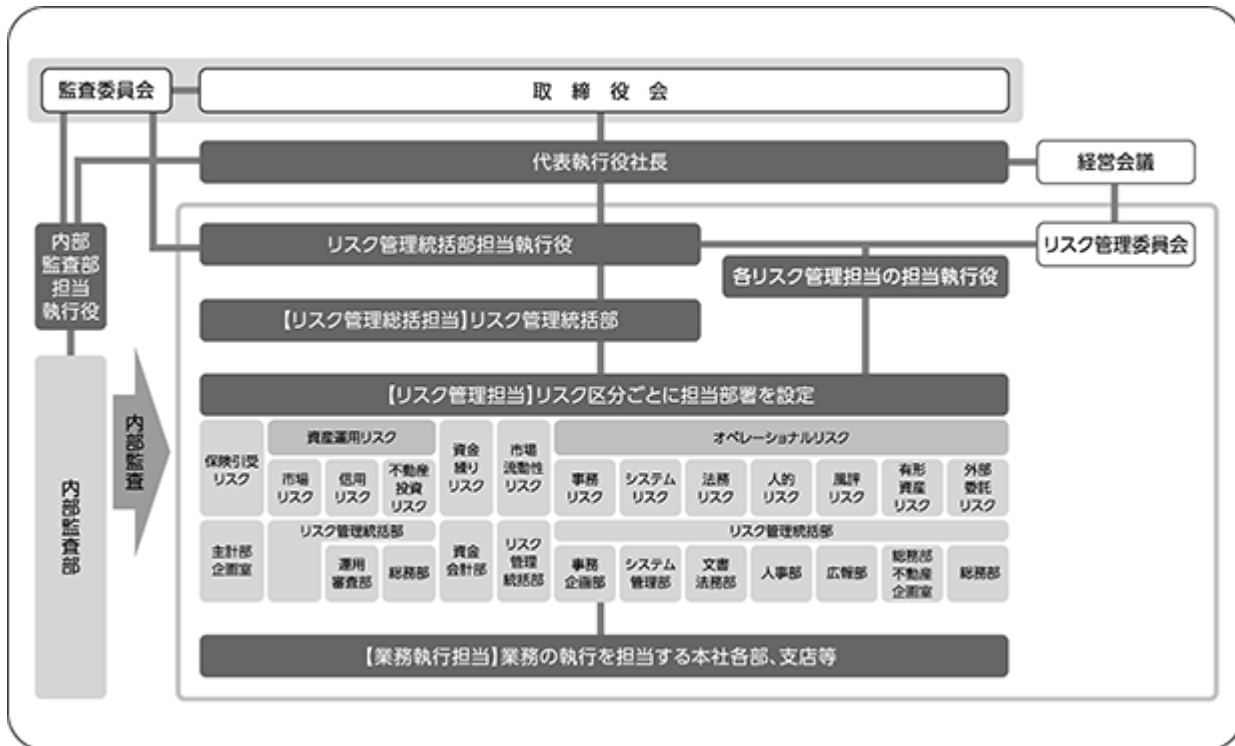 監査委員会
取締役会
代表執行役社長
経営会議
内部
監査部
担当
執行役
リスク管理統括部担当執行役
リスク管理委員会
各リスク管理担当の担当執行役
【リスク管理総括担当】リスク管理統括部
内部監査部
内部監査
【リスク管理担当】リスク区分ごとに担当部署を設定
保険引受
リスク
資産運用リスク
市場
リスク
信用
リスク
不動産
投資
リスク
資金
繰り
リスク
市場
流動性
リスク
オペレーショナルリスク
事務
リスク
システム
リスク
法務
リスク
人的
リスク
風評
リスク
有形
資産
リスク
外部
委託
リスク
主計部
企画室
リスク管理統括部
運用
審査部
総務部
資金
会計部
リスク
管理
統括部
リスク管理統括部
事務
企画部
システム
管理部
文書
法務部
人事部
広報部
総務部
不動産
企画室
総務部
【業務執行担当】業務の執行を担当する本社各部、支店等